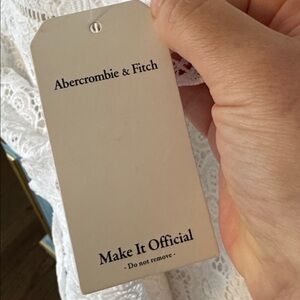 Abercrombie & Fitch
Make It Official
- Do not remove -